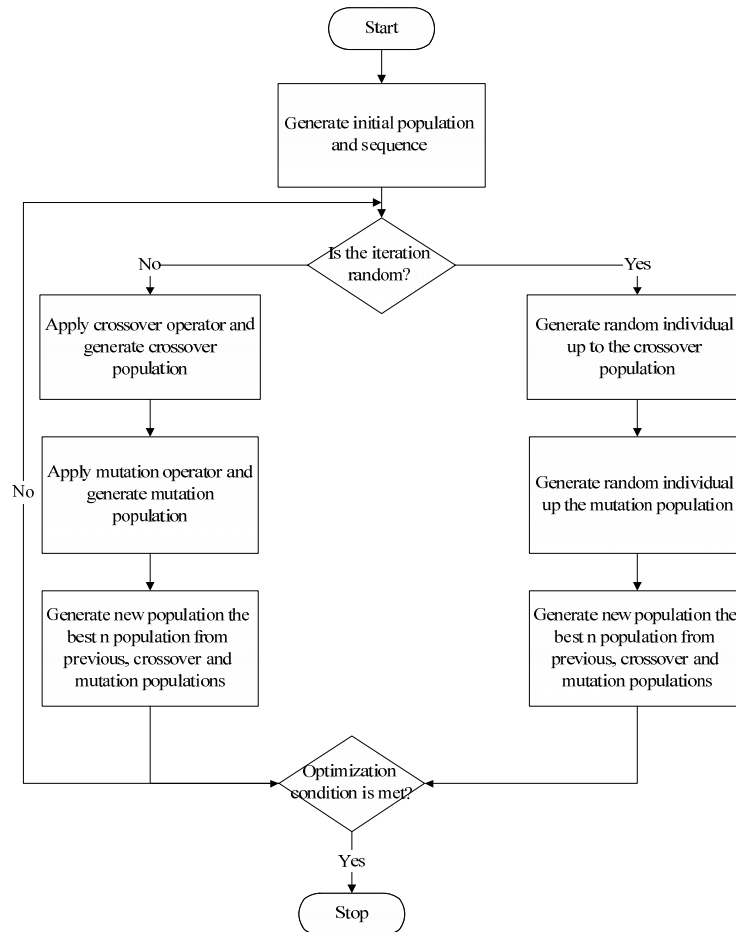 Start
Generate initial population
and sequence
Is the iteration
random?
No
Yes
Apply crossover operator and
generate crossover
population
Generate random individual
up to the crossover
population
Apply mutation operator and
generate mutation
population
Generate random individual
up the mutation population
No
Generate new population the
best n population from
previous, crossover and
mutation populations
Generate new population the
best n population from
previous, crossover and
mutation populations
Optimization
condition is met?
Yes
Stop